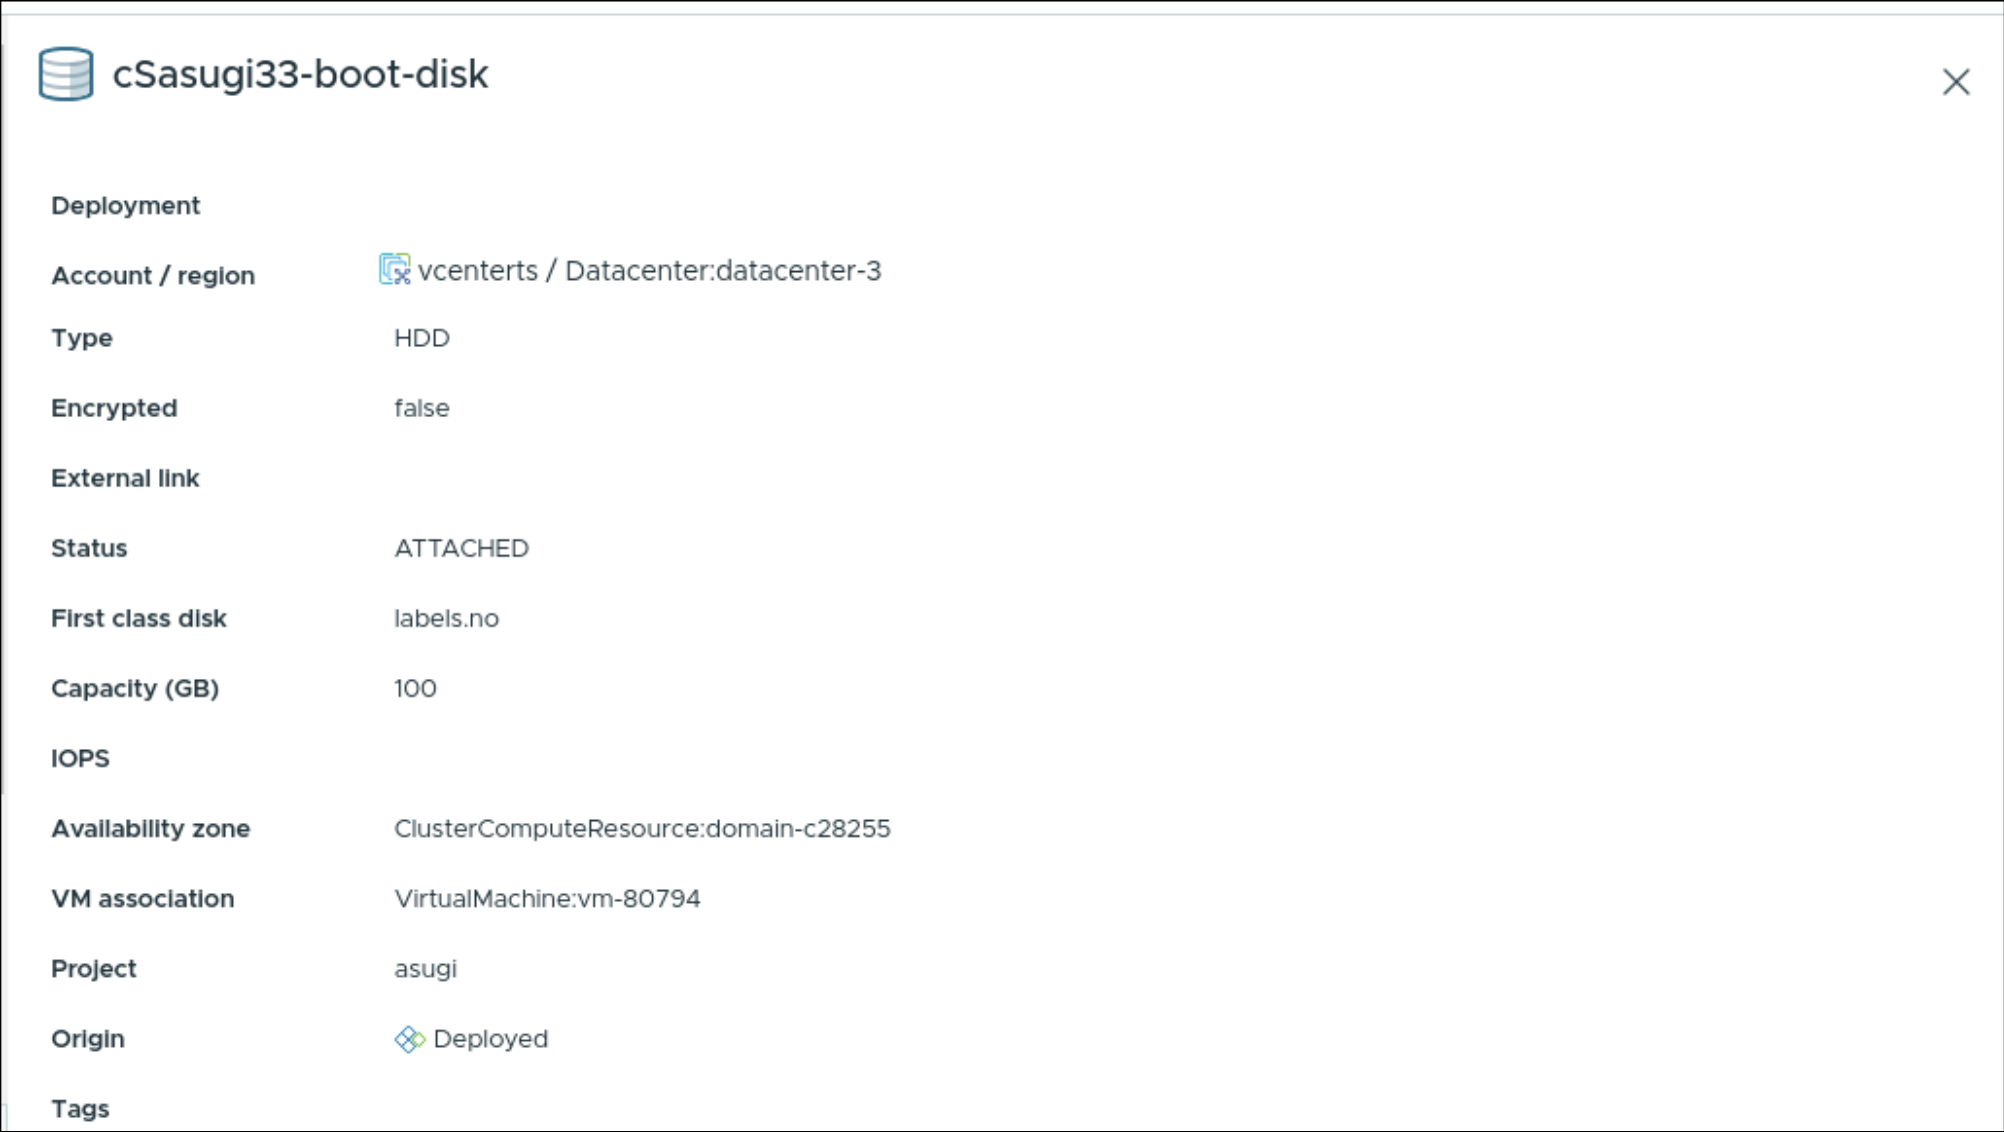 cSasugi33-boot-disk
Deployment
Account / region vcenterts / Datacenter:datacenter-3
Type HDD
Encrypted false
External link
Status ATTACHED
First class disk labels.no
Capacity (GB) 100
IOPS
Availability zone ClusterComputeResource:domain-c28255
VM association VirtualMachine:vm-80794
Project asugi
Origin Deployed
Tags